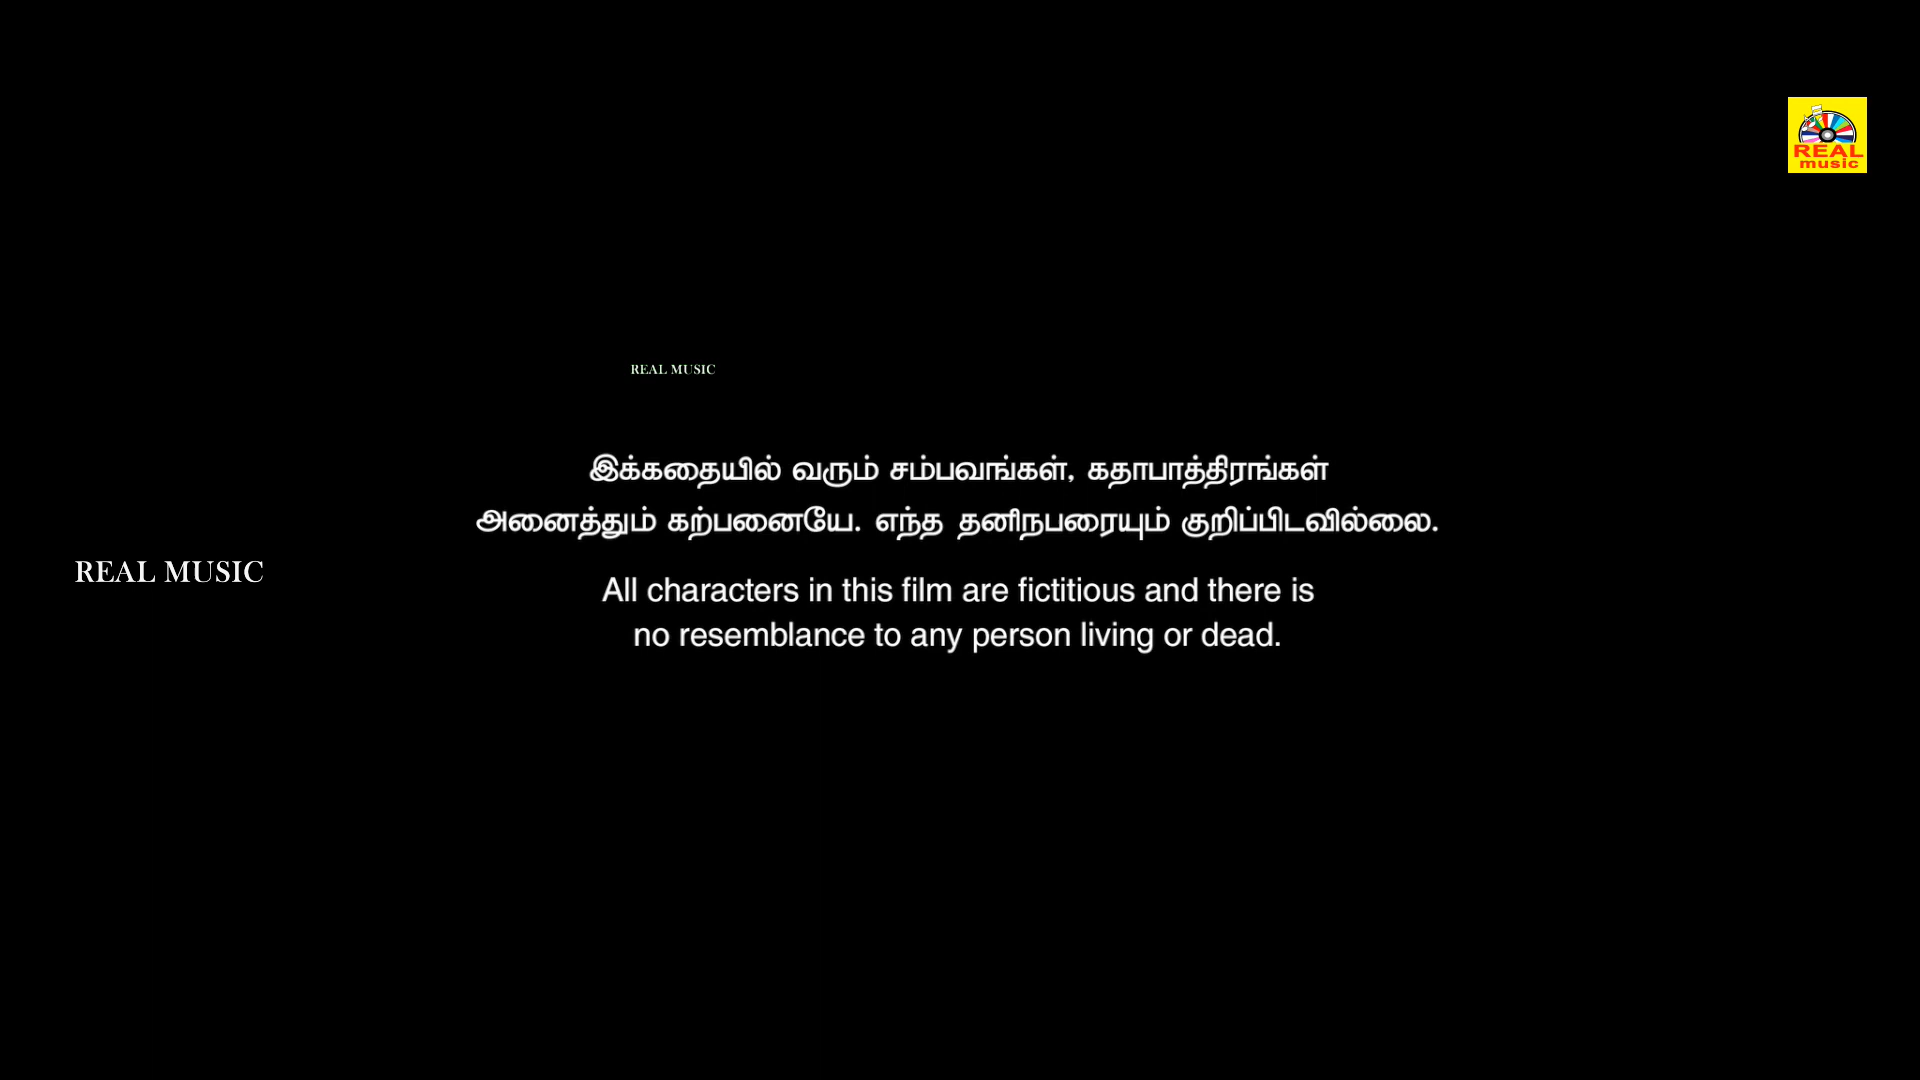 REAL
music
REAL MUSIC
இக்கதையில் வரும் சம்பவங்கள், கதாபாத்திரங்கள்
அனைத்தும் கற்பனையே. எந்த தனிநபரையும் குறிப்பிடவில்லை.
REAL MUSIC
All characters in this film are fictitious and there is
no resemblance to any person living or dead.